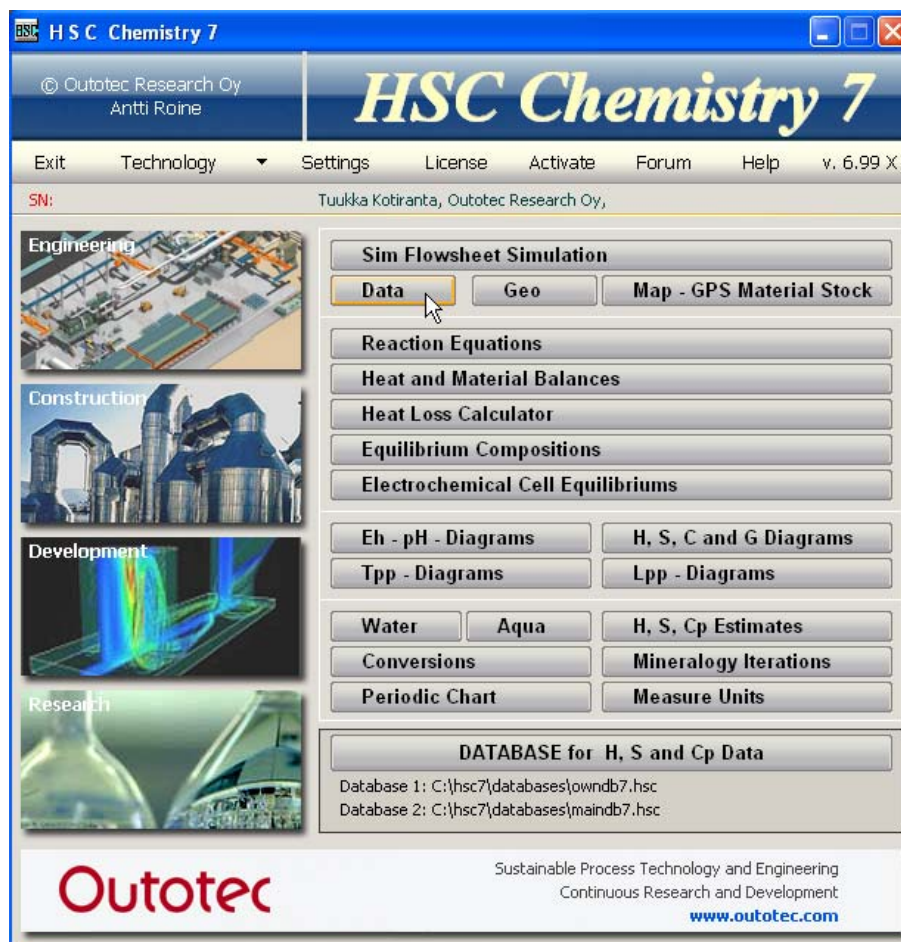 HSC H S C Chemistry 7
© Outotec Research Oy
Antti Roine
HSC Chemistry 7
Exit Technology Settings License Activate Forum Help v. 6.99 X
SN: Tuukka Kotiranta, Outotec Research Oy,
Engineering
Construction
Development
Research
Sim Flowsheet Simulation
Data Geo Map - GPS Material Stock
Reaction Equations
Heat and Material Balances
Heat Loss Calculator
Equilibrium Compositions
Electrochemical Cell Equilibriums
Eh - pH - Diagrams H, S, C and G Diagrams
Tpp - Diagrams Lpp - Diagrams
Water Aqua H, S, Cp Estimates
Conversions Mineralogy Iterations
Periodic Chart Measure Units
DATABASE for H, S and Cp Data
Database 1: C:\hsc7\databases\owndb7.hsc
Database 2: C:\hsc7\databases\maindb7.hsc
Outotec
Sustainable Process Technology and Engineering
Continuous Research and Development
www.outotec.com